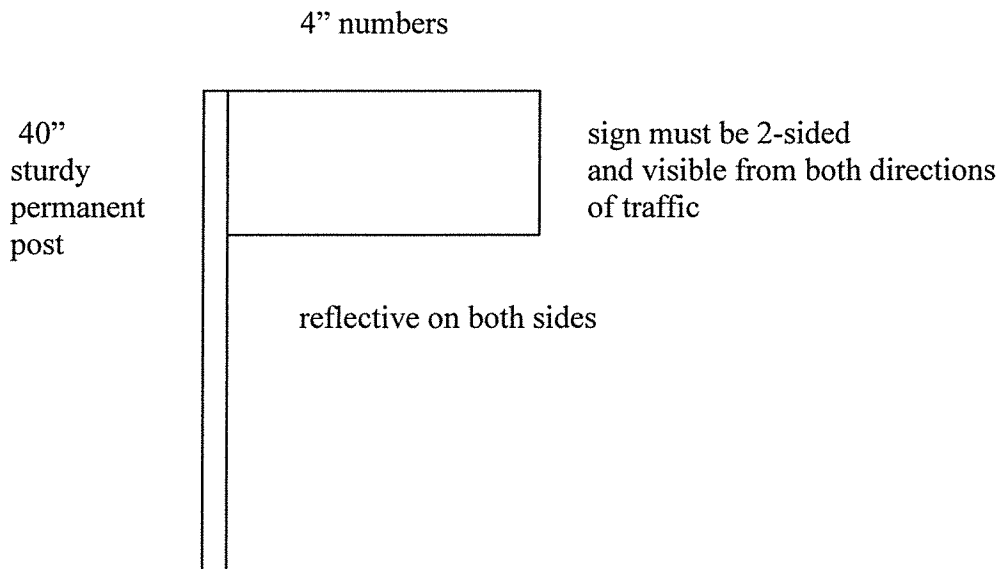 4” numbers
40”
sturdy
permanent
post
sign must be 2-sided
and visible from both directions
of traffic
reflective on both sides